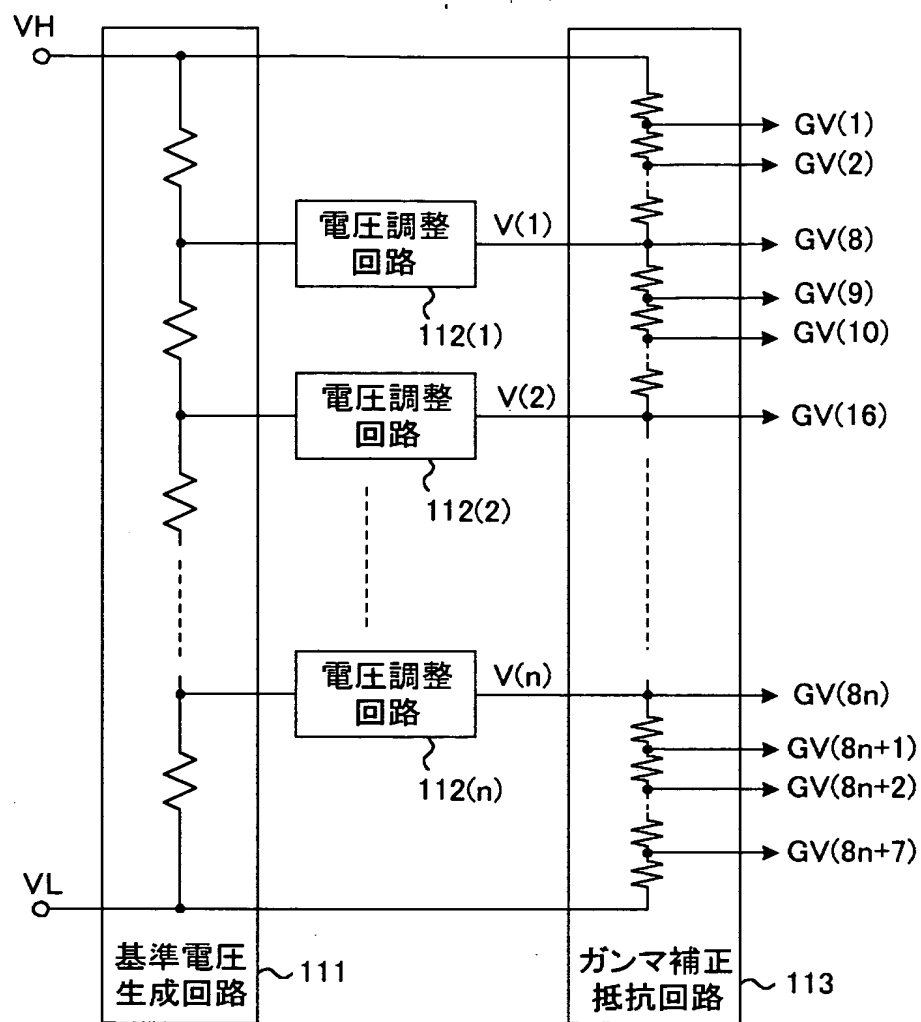 VH
GV(1)
GV(2)
電圧調整
回路
V(1)
GV(8)
112(1)
GV(9)
GV(10)
電圧調整
回路
V(2)
GV(16)
112(2)
電圧調整
回路
V(n)
GV(8n)
112(n)
GV(8n+1)
GV(8n+2)
GV(8n+7)
VL
基準電圧
生成回路
111
ガンマ補正
抵抗回路
113